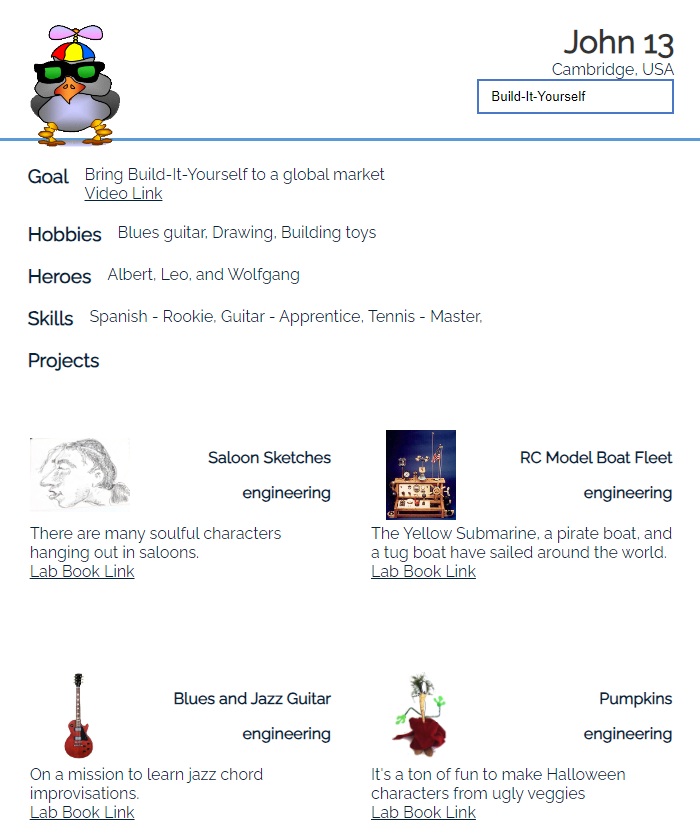 John 13
Cambridge, USA
Build-It-Yourself
Goal Bring Build-It-Yourself to a global market
Video Link
Hobbies Blues guitar, Drawing, Building toys
Heroes Albert, Leo, and Wolfgang
Skills Spanish - Rookie, Guitar - Apprentice, Tennis - Master,
Projects
Saloon Sketches
engineering
There are many soulful characters
hanging out in saloons.
Lab Book Link
RC Model Boat Fleet
engineering
The Yellow Submarine, a pirate boat, and
a tug boat have sailed around the world.
Lab Book Link
Blues and Jazz Guitar
engineering
On a mission to learn jazz chord
improvisations.
Lab Book Link
Pumpkins
engineering
It's a ton of fun to make Halloween
characters from ugly veggies
Lab Book Link